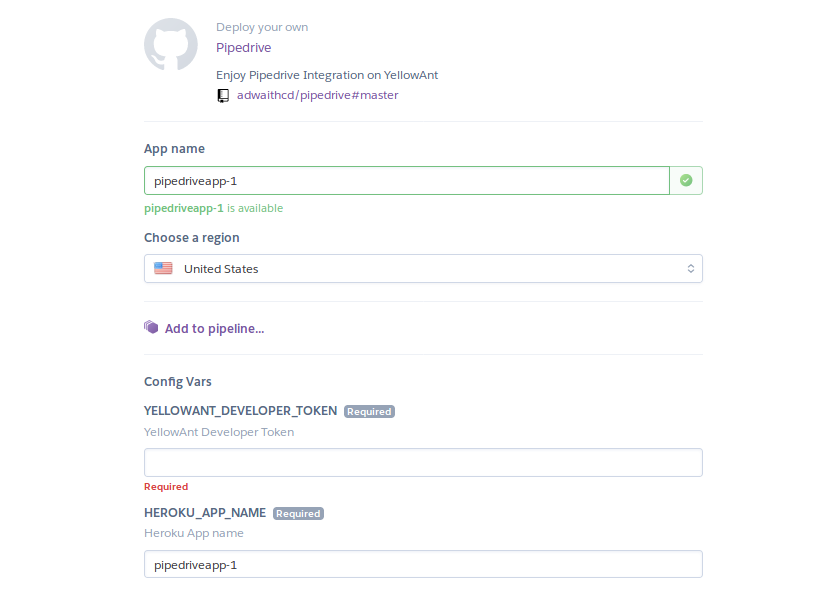 Deploy your own
Pipedrive
Enjoy Pipedrive Integration on YellowAnt
adwaithcd/pipedrive#master
App name
pipedriveapp-1
pipedriveapp-1 is available
Choose a region
United States
Add to pipeline...
Config Vars
YELLOWANT_DEVELOPER_TOKEN Required
YellowAnt Developer Token
Required
HEROKU_APP_NAME Required
Heroku App name
pipedriveapp-1